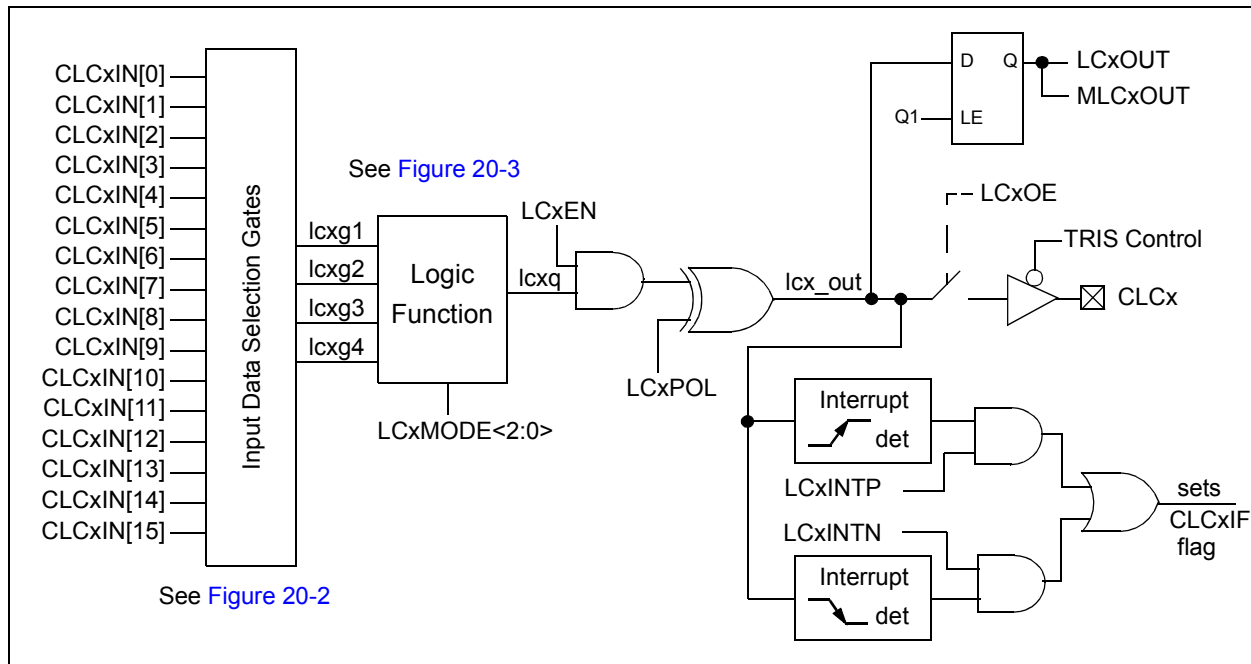 CLCxIN[0]
CLCxIN[1]
CLCxIN[2]
CLCxIN[3]
CLCxIN[4]
CLCxIN[5]
CLCxIN[6]
CLCxIN[7]
CLCxIN[8]
CLCxIN[9]
CLCxIN[10]
CLCxIN[11]
CLCxIN[12]
CLCxIN[13]
CLCxIN[14]
CLCxIN[15]
Input Data Selection Gates
See Figure 20-2
lcxg1
lcxg2
lcxg3
lcxg4
See Figure 20-3
Logic
Function
LCxMODE<2:0>
lcxq
LCxEN
LCxPOL
lcx_out
D
Q
Q1
LE
LCxOUT
MLCxOUT
LCxOE
TRIS Control
CLCx
Interrupt
det
LCxINTP
LCxINTN
Interrupt
det
sets
CLCxIF
flag